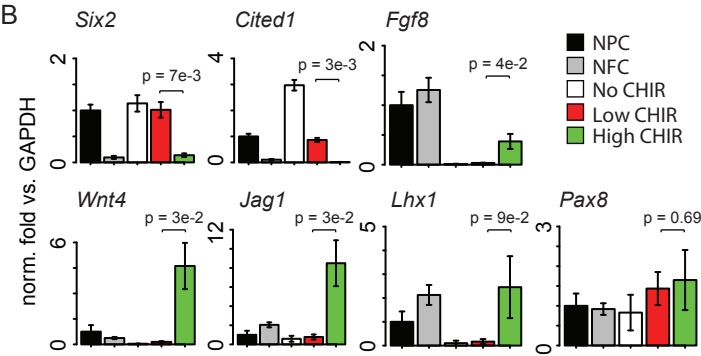 B
Six2
Cited1
Fgf8
2
0
p = 7e-3
4
0
p = 3e-3
2
0
p = 4e-2
NPC
NFC
No CHIR
Low CHIR
High CHIR
norm. fold vs. GAPDH
Wnt4
Jag1
Lhx1
Pax8
6
0
p = 3e-2
12
0
p = 3e-2
5
0
p = 9e-2
3
0
p = 0.69